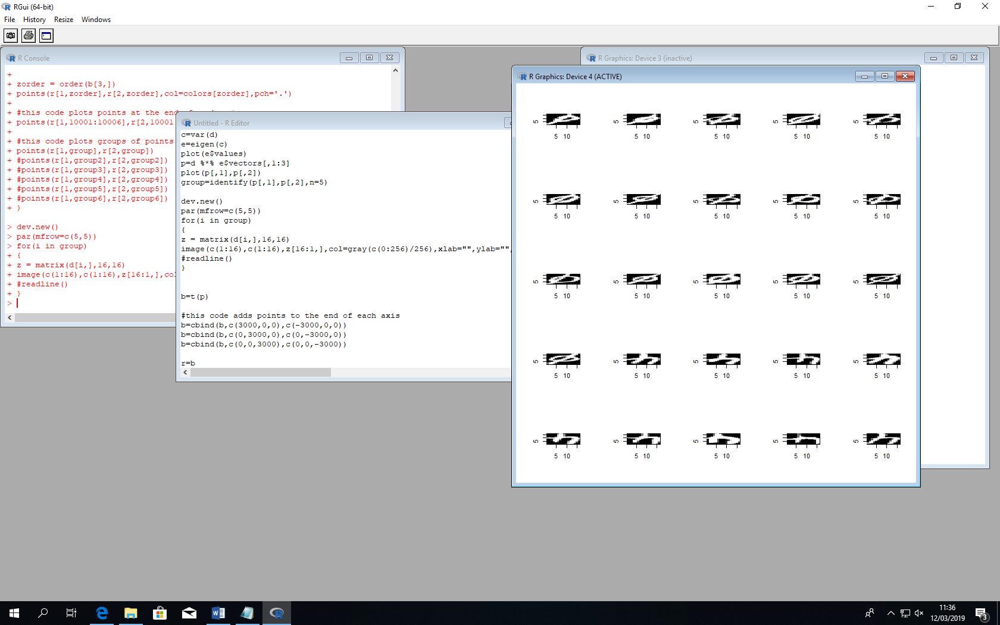 RGui (64-bit)
File History Resize Windows
R Console
+
+ zorder = order(b[3,])
+ points(r[1,zorder],r[2,zorder],col=colors[zorder],pch='.')
+
+ #this code plots points at the end
+ points(r[1,10001:10006],r[2,10001
+
+ #this code plots groups of points
+ points(r[1,group],r[2,group])
+ #points(r[1,group2],r[2,group2])
+ #points(r[1,group3],r[2,group3])
+ #points(r[1,group4],r[2,group4])
+ #points(r[1,group5],r[2,group5])
+ #points(r[1,group6],r[2,group6])
+ }
> dev.new()
> par(mfrow=c(5,5))
> for(i in group)
+ {
+ z = matrix(d[i,],16,16)
+ image(c(1:16),c(1:16),z[16:1,],col
+ #readline()
+ }
>
Untitled - R Editor
c=var(d)
e=eigen(c)
plot(e$values)
p=d %*% e$vectors[,1:3]
plot(p[,1],p[,2])
group=identify(p[,1],p[,2],n=5)
dev.new()
par(mfrow=c(5,5))
for(i in group)
{
z = matrix(d[i,],16,16)
image(c(1:16),c(1:16),z[16:1,],col=gray(c(0:256)/256),xlab="",ylab="",
#readline()
}
b=t(p)
#this code adds points to the end of each axis
b=cbind(b,c(3000,0,0),c(-3000,0,0))
b=cbind(b,c(0,3000,0),c(0,-3000,0))
b=cbind(b,c(0,0,3000),c(0,0,-3000))
r=b
R Graphics: Device 3 (inactive)
R Graphics: Device 4 (ACTIVE)
5 5 5 5 5
5 10 5 10 5 10 5 10 5 10
5 5 5 5 5
5 10 5 10 5 10 5 10 5 10
5 5 5 5 5
5 10 5 10 5 10 5 10 5 10
5 5 5 5 5
5 10 5 10 5 10 5 10 5 10
5 5 5 5 5
5 10 5 10 5 10 5 10 5 10
11:36
12/03/2019
3